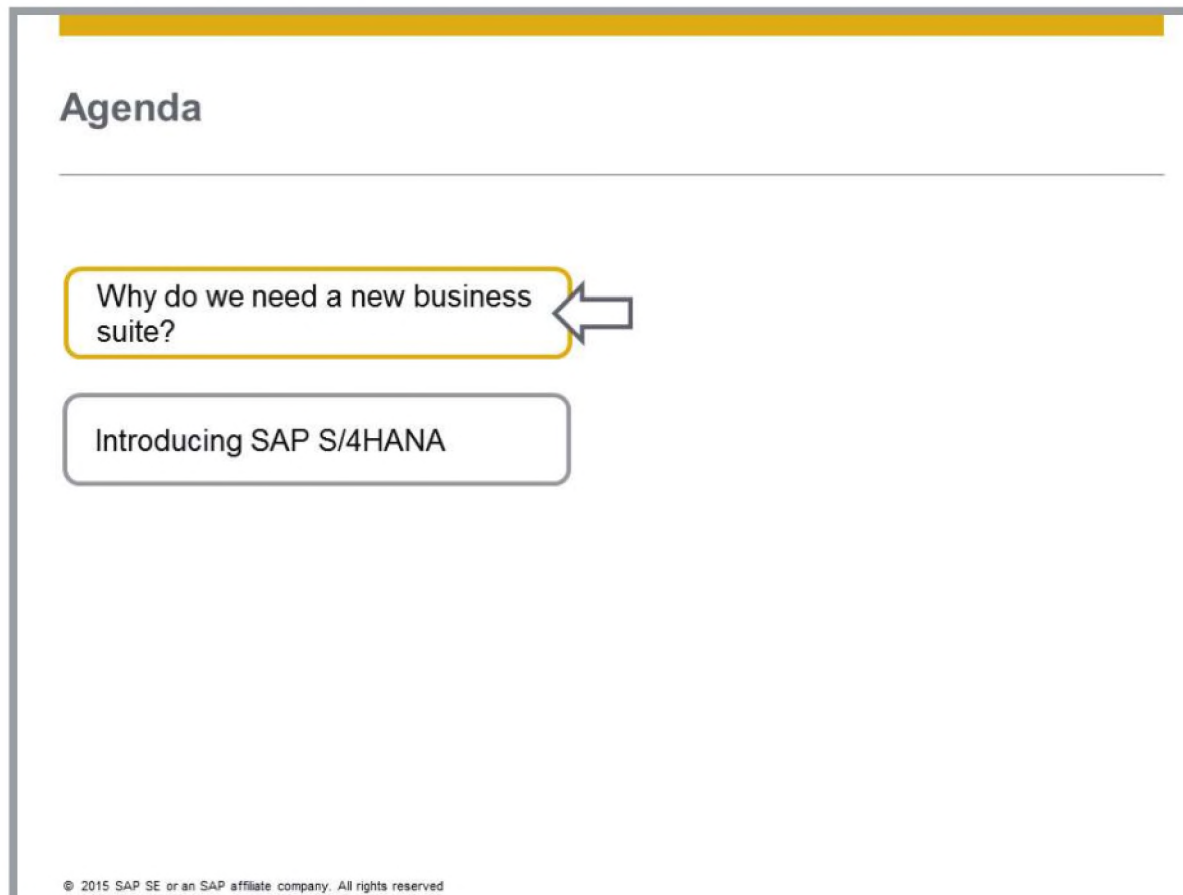 Agenda
Why do we need a new business
suite?
Introducing SAP S/4HANA
© 2015 SAP SE or an SAP affiliate company. All rights reserved